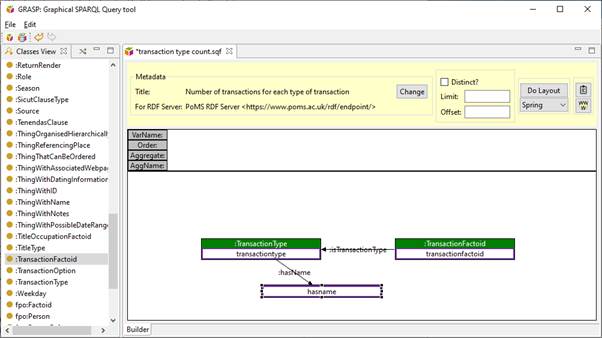 GRASP: Graphical SPARQL Query tool
File Edit
Classes View
*transaction type count.sqf
:ReturnRender
:Role
:Season
:SicutClauseType
:Source
:TenendasClause
:ThingOrganisedHierarchically
:ThingReferencingPlace
:ThingThatCanBeOrdered
:ThingWithAssociatedWebpag
:ThingWithDatingInformation
:ThingWithID
:ThingWithName
:ThingWithNotes
:ThingWithPossibleDateRange
:TitleOccupationFactoid
:TitleType
:TransactionFactoid
:TransactionOption
:TransactionType
:Weekday
fpo:Factoid
fpo:Person
Metadata
Title: Number of transactions for each type of transaction
For RDF Server: PoMS RDF Server <https://www.poms.ac.uk/rdf/endpoint/>
Change
Distinct?
Limit:
Offset:
Do Layout
Spring
VarName:
Order:
Aggregate:
AggName:
:TransactionType
transactiontype
:isTransactionType
:TransactionFactoid
transactionfactoid
:hasName
hasname
Builder